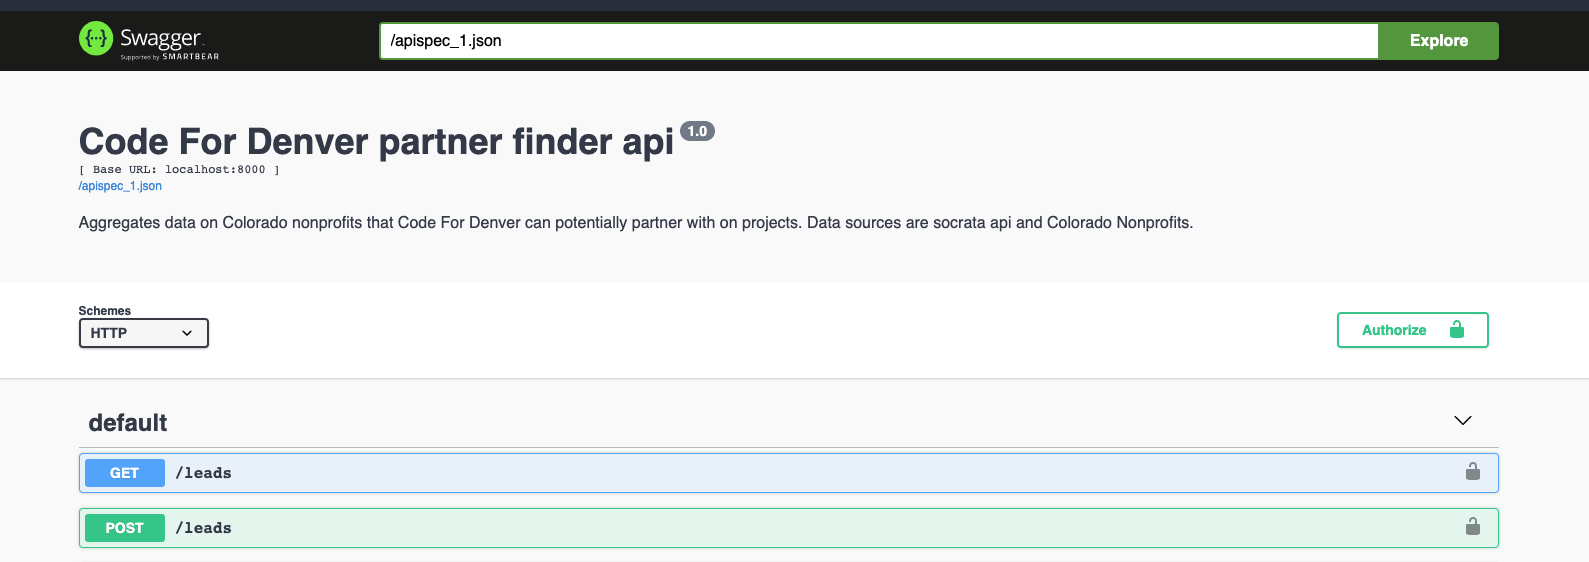 {···} Swagger
Supported by SMARTBEAR
/apispec_1.json
Explore
Code For Denver partner finder api 1.0
[ Base URL: localhost:8000 ]
/apispec_1.json
Aggregates data on Colorado nonprofits that Code For Denver can potentially partner with on projects. Data sources are socrata api and Colorado Nonprofits.
Schemes
HTTP
Authorize
default
GET /leads
POST /leads